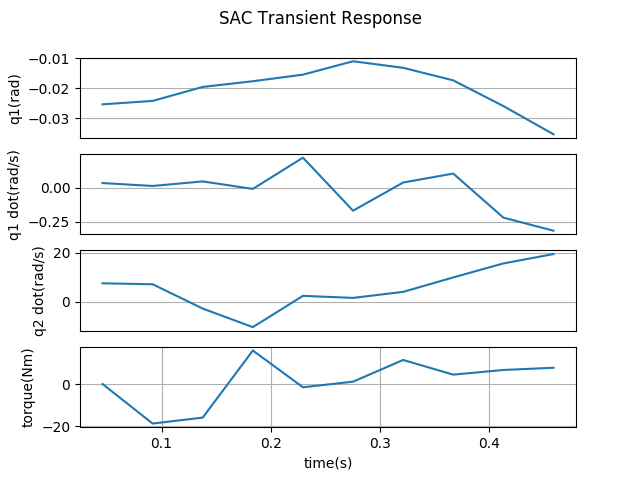 SAC Transient Response
−0.01
−0.02
−0.03
q1(rad)
0.00
−0.25
q1 dot(rad/s)
20
0
q2 dot(rad/s)
0
−20
torque(Nm)
0.1 0.2 0.3 0.4
time(s)